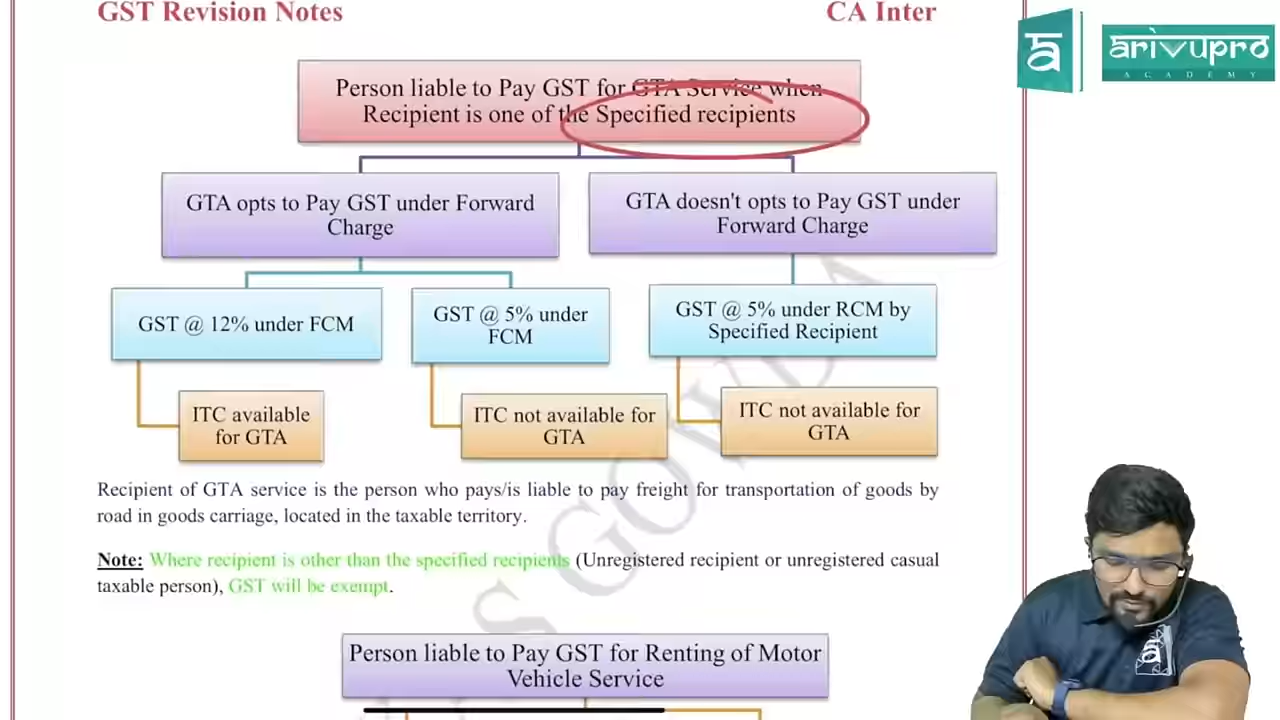 GST Revision Notes
CA Inter
ā
arivupro
ACADEMY
Person liable to Pay GST for GTA Service when
Recipient is one of the Specified recipients
GTA opts to Pay GST under Forward
Charge
GTA doesn't opts to Pay GST under
Forward Charge
GST @ 12% under FCM
GST @ 5% under
FCM
GST @ 5% under RCM by
Specified Recipient
ITC available
for GTA
ITC not available for
GTA
ITC not available for
GTA
Recipient of GTA service is the person who pays/is liable to pay freight for transportation of goods by
road in goods carriage, located in the taxable territory.
Note: Where recipient is other than the specified recipients (Unregistered recipient or unregistered casual
taxable person), GST will be exempt.
Person liable to Pay GST for Renting of Motor
Vehicle Service